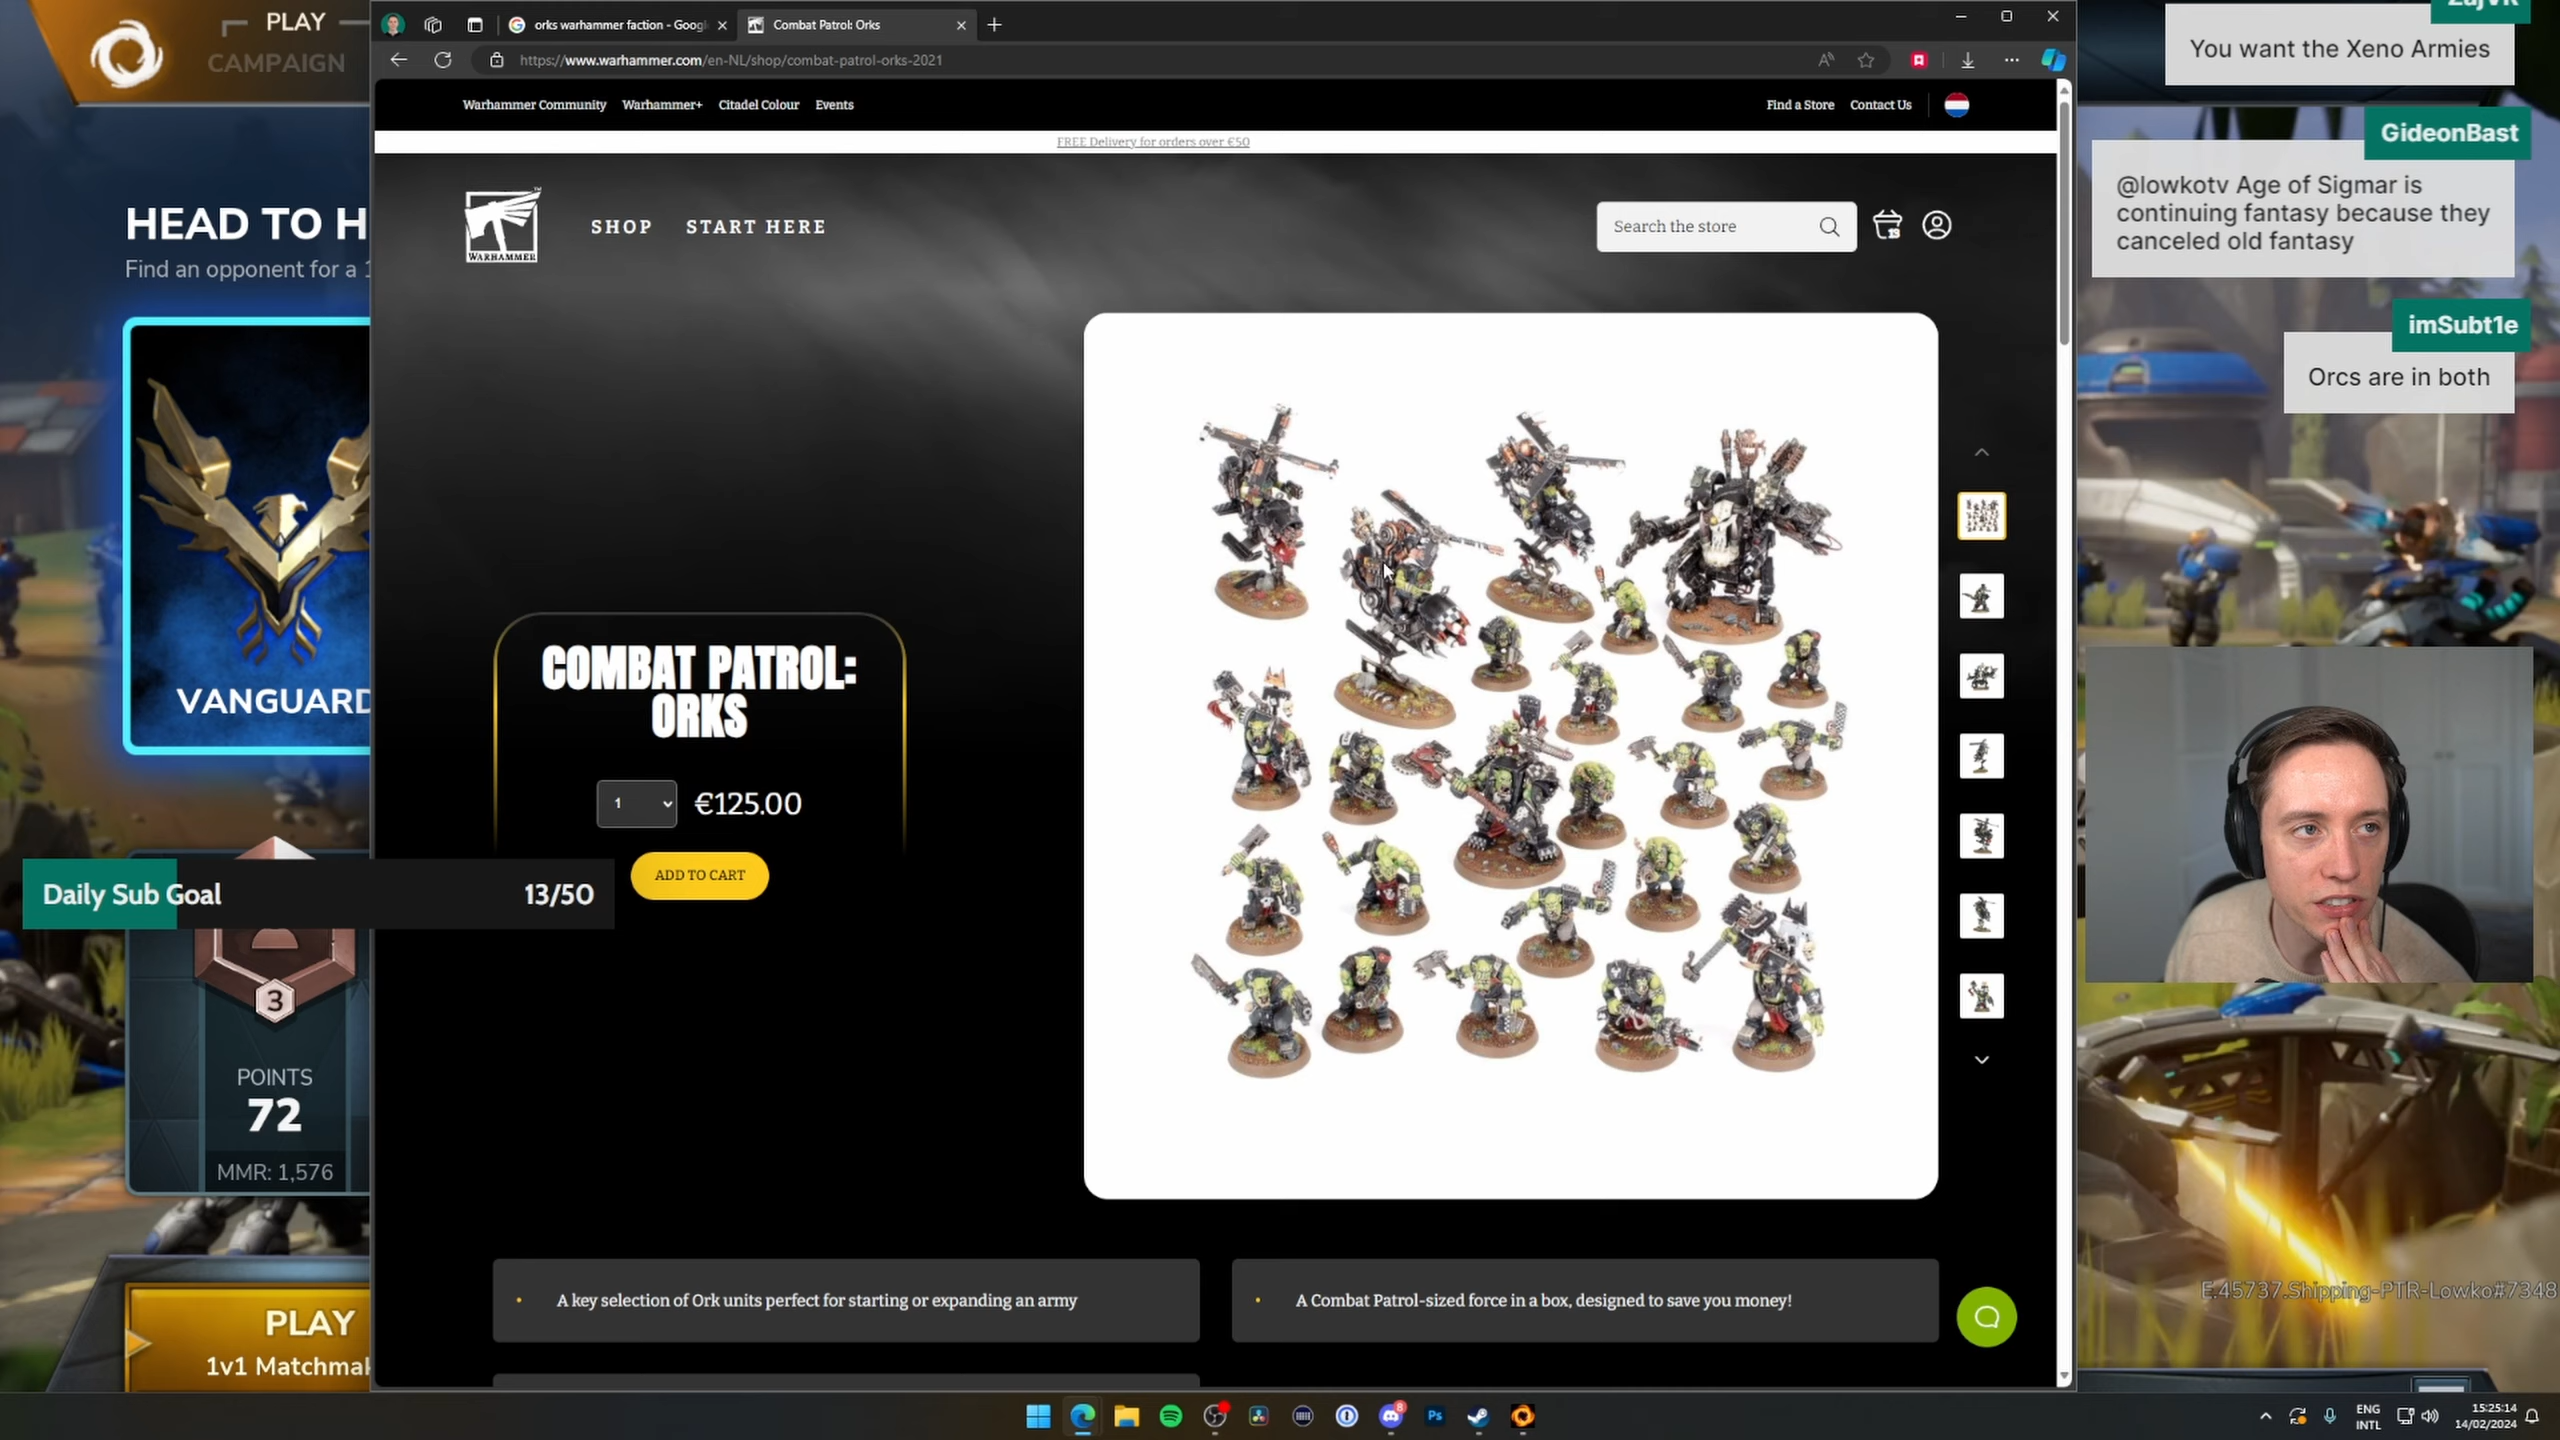 PLAY
CAMPAIGN
HEAD TO H
Find an opponent for a 1
VANGUARD
Daily Sub Goal
13/50
3
POINTS
72
MMR: 1,576
PLAY
1v1 Matchmak
orks warhammer faction - Goog
Combat Patrol: Orks
https://www.warhammer.com/en-NL/shop/combat-patrol-orks-2021
Warhammer Community
Warhammer+
Citadel Colour
Events
Find a Store
Contact Us
FREE Delivery for orders over €50
WARHAMMER
SHOP
START HERE
Search the store
13
COMBAT PATROL:
ORKS
1
€125.00
ADD TO CART
A key selection of Ork units perfect for starting or expanding an army
A Combat Patrol-sized force in a box, designed to save you money!
ZajVR
You want the Xeno Armies
GideonBast
@lowkotv Age of Sigmar is
continuing fantasy because they
canceled old fantasy
imSubt1e
Orcs are in both
E.45737.Shipping-PTR-Lowko#7348
8
Ps
ENG
INTL
15:25:14
14/02/2024